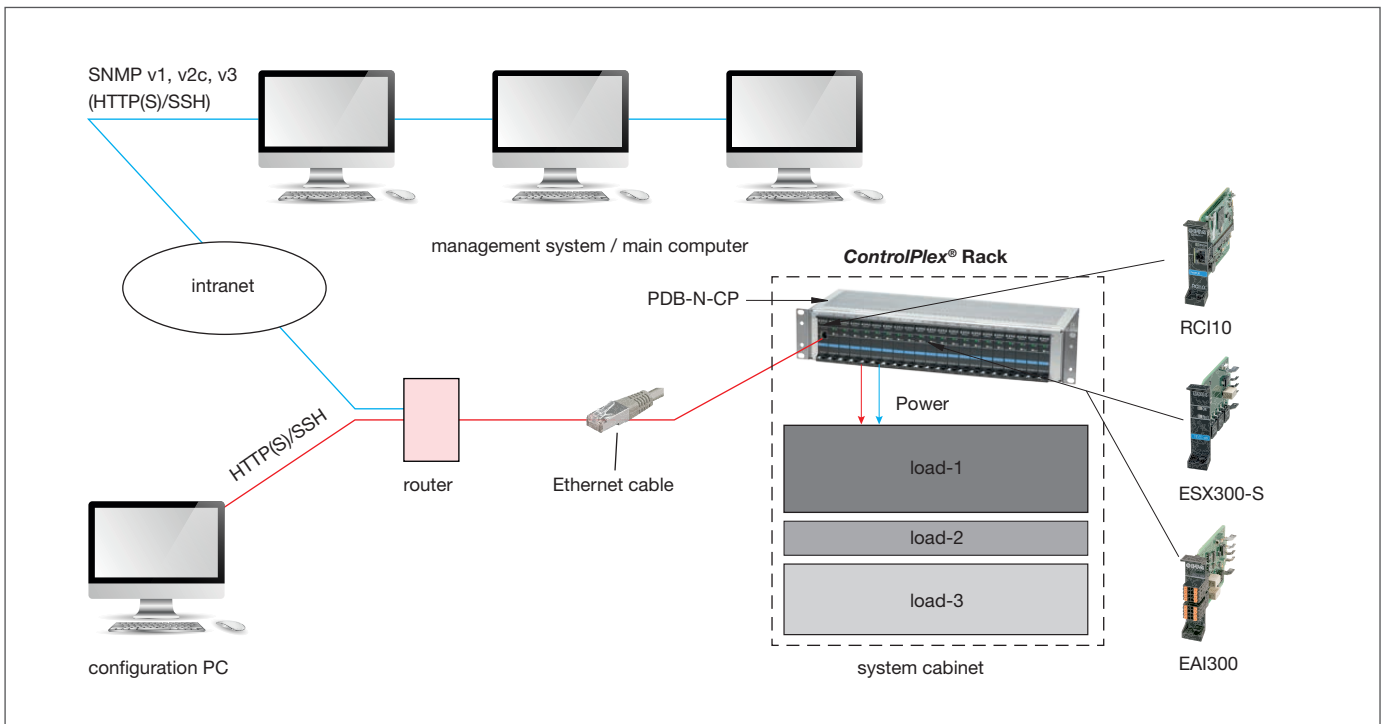 SNMP v1, v2c, v3
(HTTP(S)/SSH)
management system / main computer
intranet
ControlPlex® Rack
PDB-N-CP
RCI10
HTTP(S)/SSH
Power
router
Ethernet cable
load-1
load-2
load-3
ESX300-S
EAI300
configuration PC
system cabinet